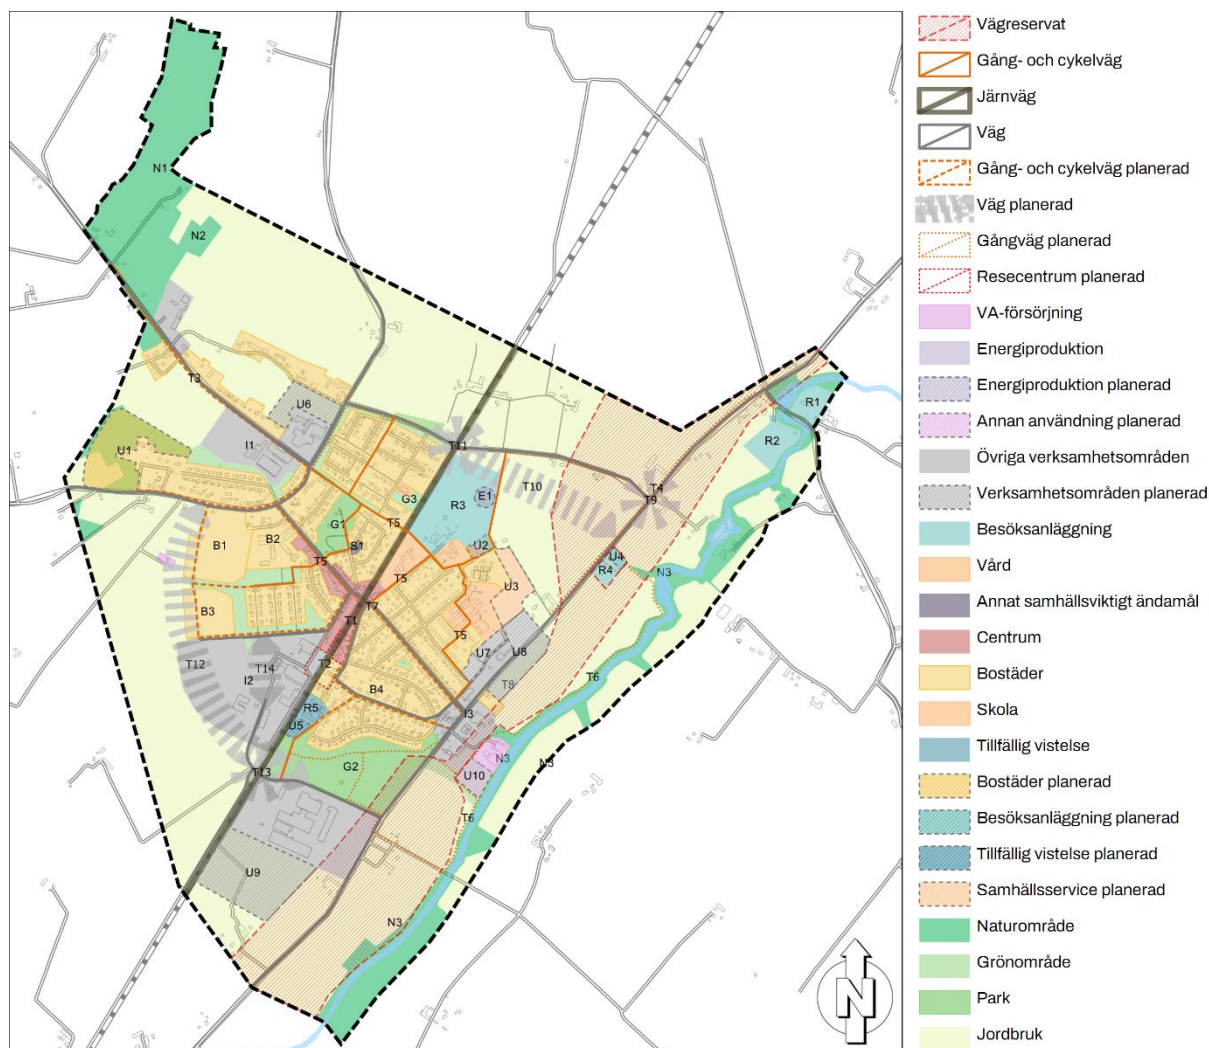 N1
N2
T3
U6
U1
I1
T11
R1
R2
G3
R3
E1
T10
T4
T9
G1
T5
B1
B2
S1
U2
T5
T5
U4
R4
N3
U3
B3
T7
T1
T5
U7
U8
T12
T14
T2
I2
B4
T8
T6
R5
U5
I3
N3
N3
T13
G2
U10
T6
U9
N3
N
Vägreservat
Gång- och cykelväg
Järnväg
Väg
Gång- och cykelväg planerad
Väg planerad
Gångväg planerad
Resecentrum planerad
VA-försörjning
Energiproduktion
Energiproduktion planerad
Annan användning planerad
Övriga verksamhetsområden
Verksamhetsområden planerad
Besöksanläggning
Vård
Annat samhällsviktigt ändamål
Centrum
Bostäder
Skola
Tillfällig vistelse
Bostäder planerad
Besöksanläggning planerad
Tillfällig vistelse planerad
Samhällsservice planerad
Naturområde
Grönområde
Park
Jordbruk